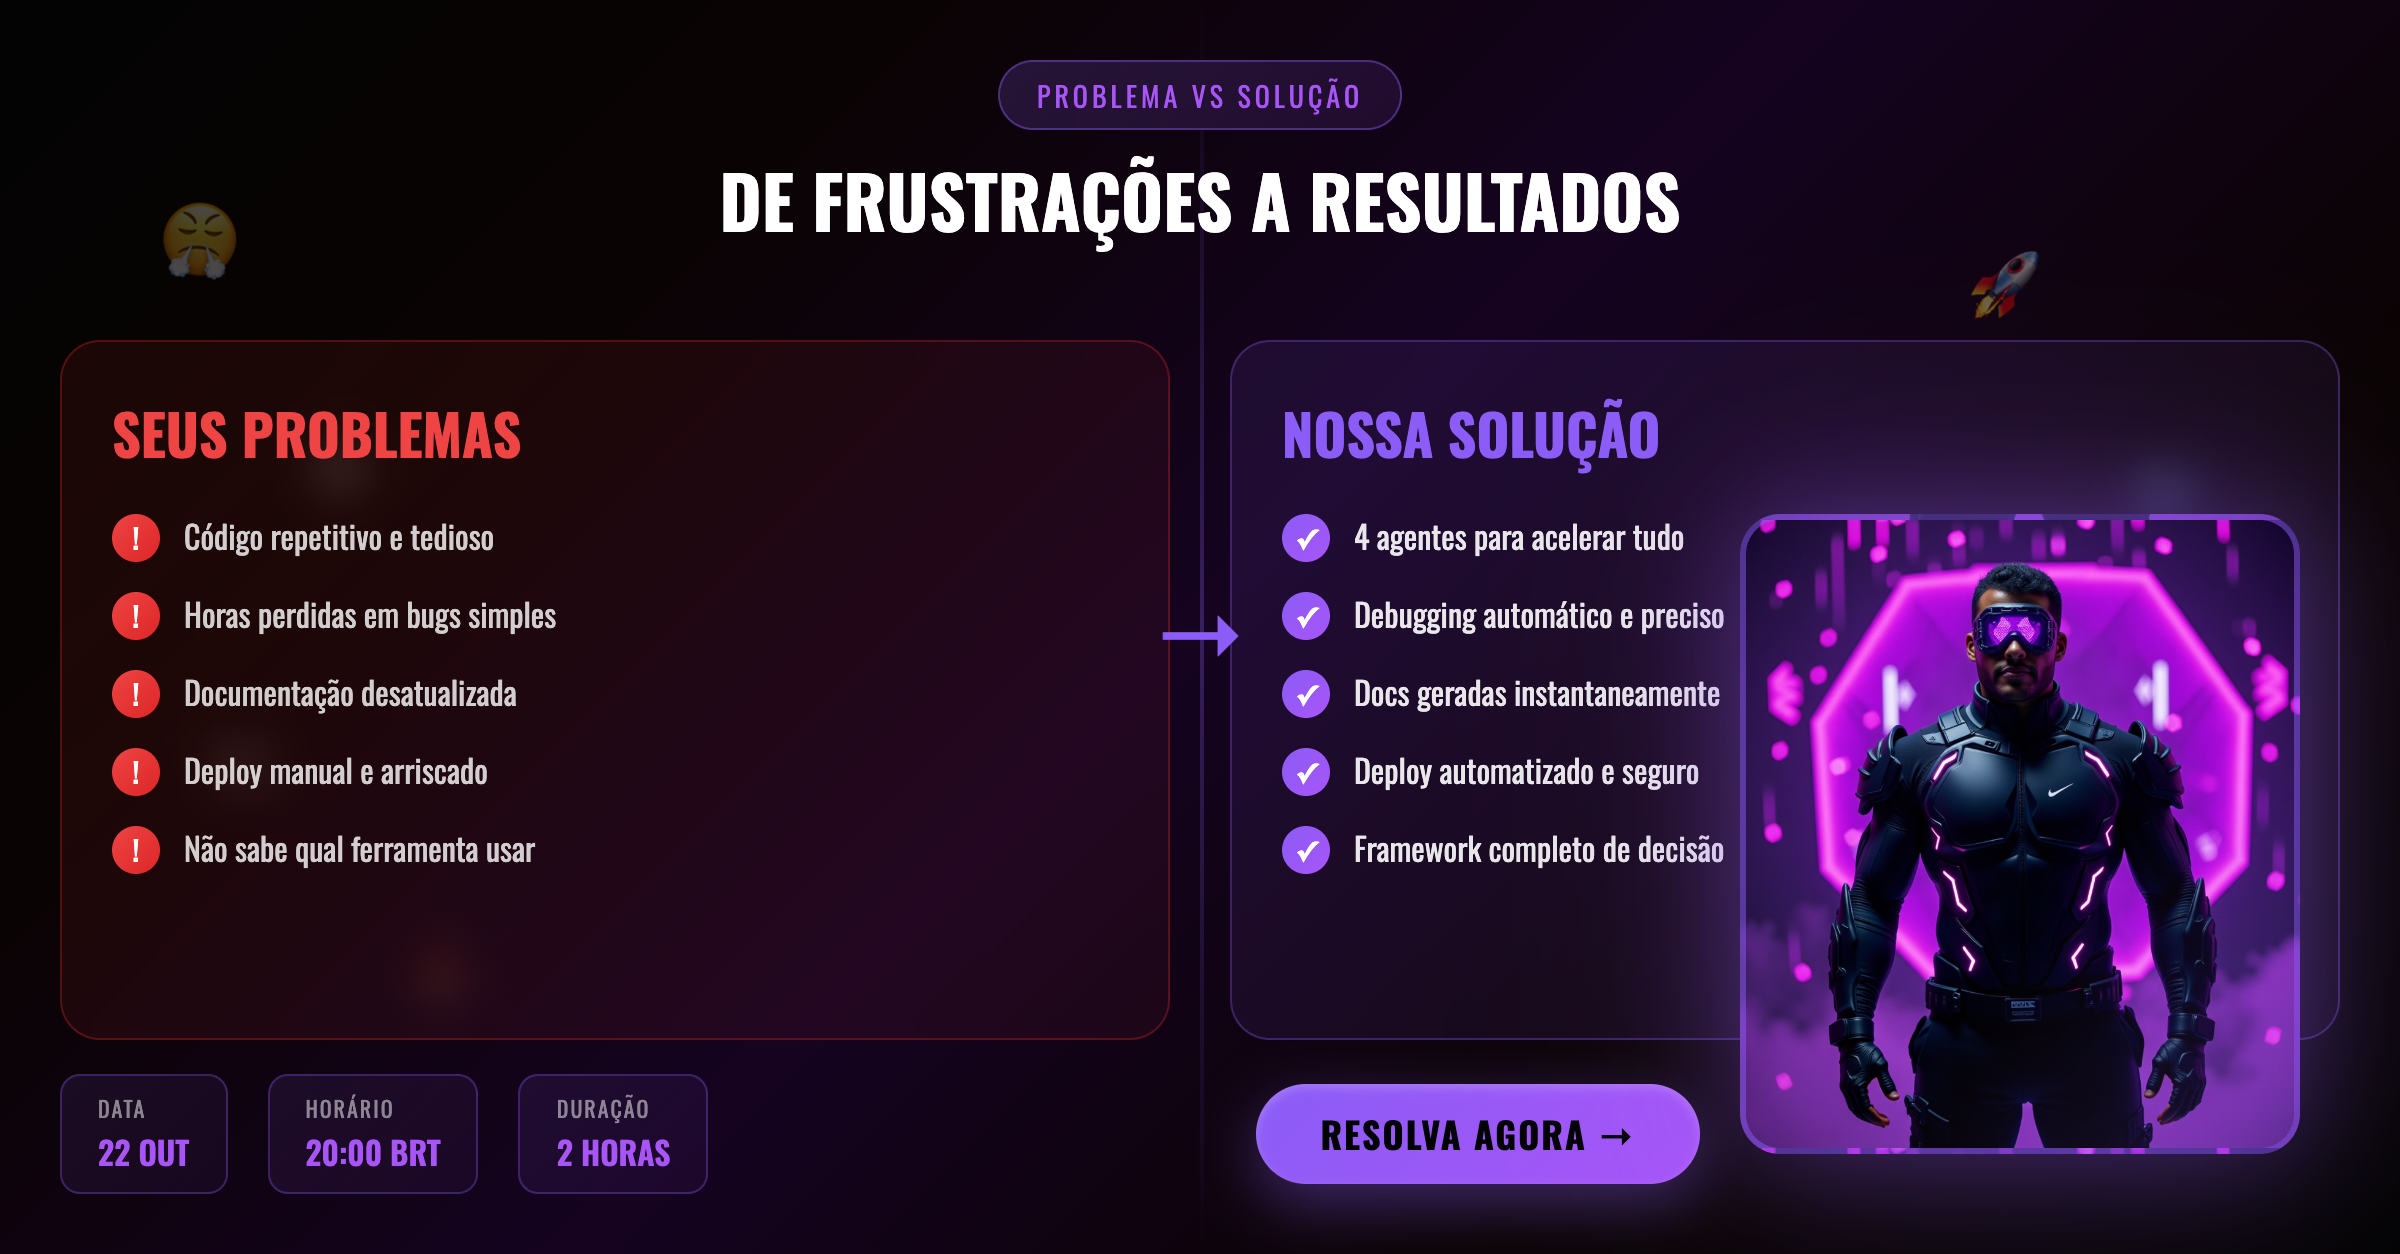 PROBLEMA VS SOLUÇÃO
DE FRUSTRAÇÕES A RESULTADOS
SEUS PROBLEMAS
! Código repetitivo e tedioso
! Horas perdidas em bugs simples
! Documentação desatualizada
! Deploy manual e arriscado
! Não sabe qual ferramenta usar
→
NOSSA SOLUÇÃO
✓ 4 agentes para acelerar tudo
✓ Debugging automático e preciso
✓ Docs geradas instantaneamente
✓ Deploy automatizado e seguro
✓ Framework completo de decisão
DATA
22 OUT
HORÁRIO
20:00 BRT
DURAÇÃO
2 HORAS
RESOLVA AGORA →